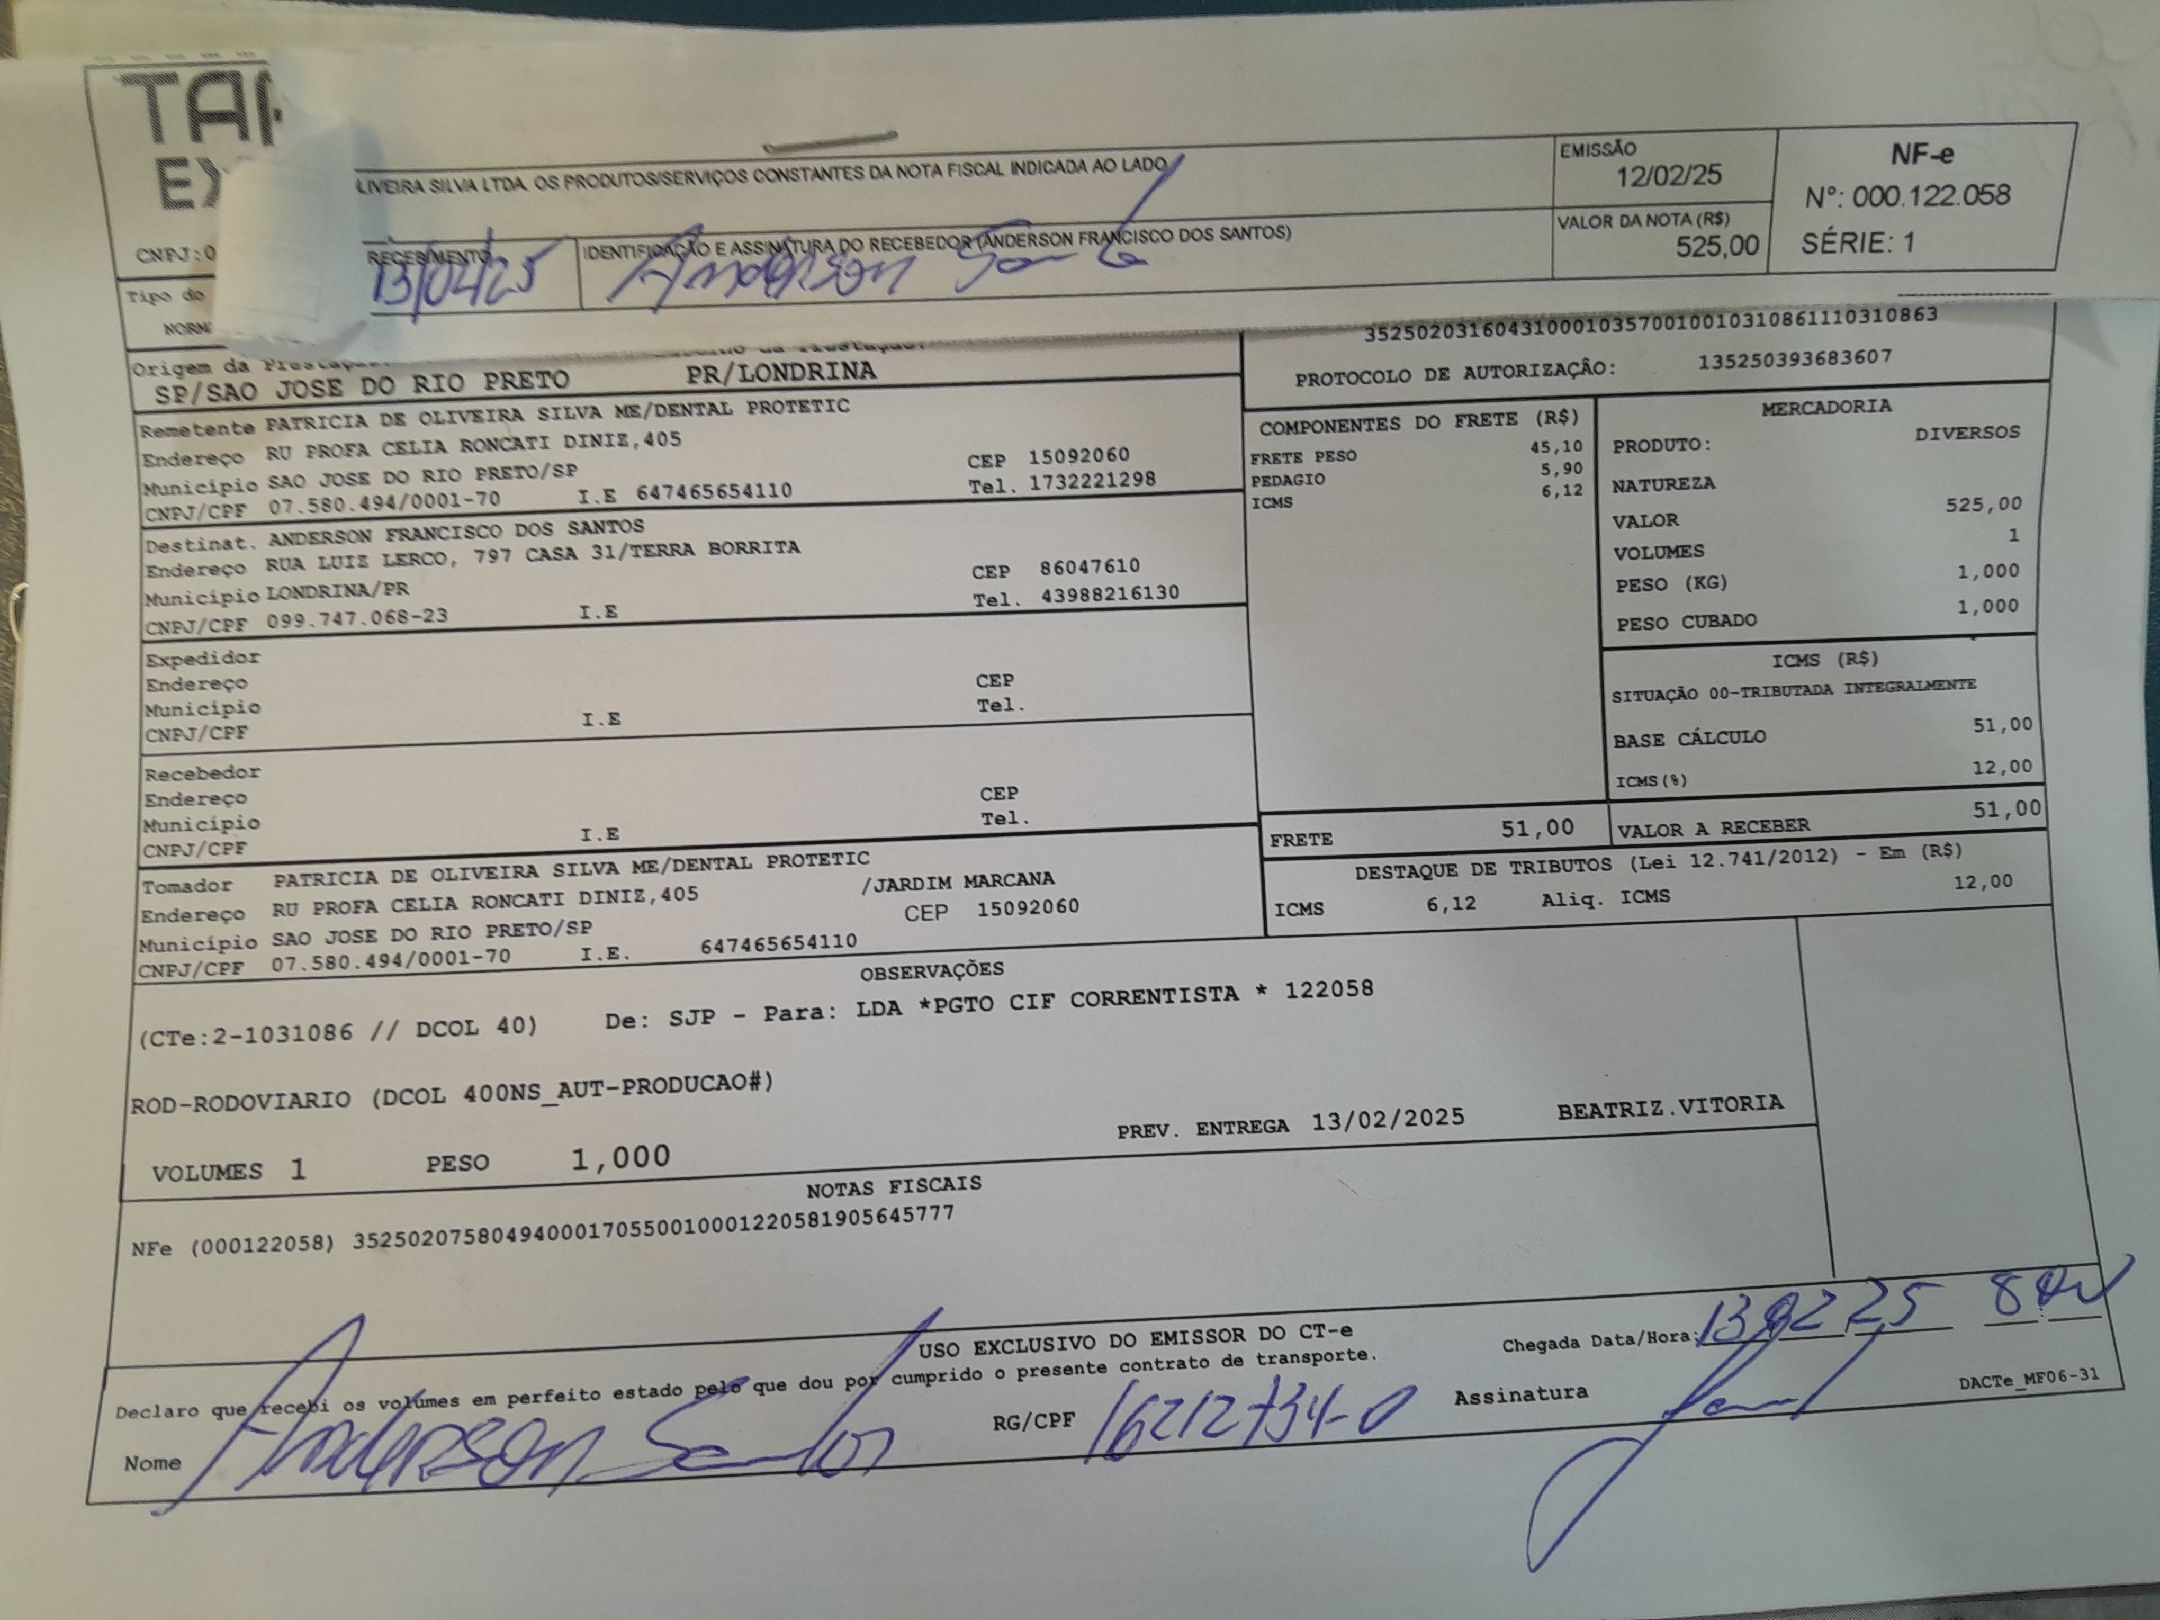 LIVEIRA SILVA LTDA. OS PRODUTOS/SERVIÇOS CONSTANTES DA NOTA FISCAL INDICADA AO LADO
EMISSÃO
12/02/25
NF-e
Nº: 000.122.058
SÉRIE: 1
VALOR DA NOTA (R$)
525,00
RECEBIMENTO
IDENTIFICAÇÃO E ASSINATURA DO RECEBEDOR (ANDERSON FRANCISCO DOS SANTOS)
CNPJ:0
Tipo do
35250203160431000103570010010310861110310863
PROTOCOLO DE AUTORIZAÇÃO: 135250393683607
Origem da Prestação
SP/SAO JOSE DO RIO PRETO PR/LONDRINA
Remetente PATRICIA DE OLIVEIRA SILVA ME/DENTAL PROTETIC
Endereço RU PROFA CELIA RONCATI DINIZ,405
Município SAO JOSE DO RIO PRETO/SP CEP 15092060
CNPJ/CPF 07.580.494/0001-70 I.E 647465654110 Tel. 1732221298
Destinat. ANDERSON FRANCISCO DOS SANTOS
Endereço RUA LUIZ LERCO, 797 CASA 31/TERRA BORRITA
Município LONDRINA/PR CEP 86047610
CNPJ/CPF 099.747.068-23 I.E Tel. 43988216130
Expedidor
Endereço CEP
Município Tel.
CNPJ/CPF I.E
Recebedor
Endereço CEP
Município Tel.
CNPJ/CPF I.E
Tomador PATRICIA DE OLIVEIRA SILVA ME/DENTAL PROTETIC
Endereço RU PROFA CELIA RONCATI DINIZ,405 /JARDIM MARCANA
Município SAO JOSE DO RIO PRETO/SP CEP 15092060
CNPJ/CPF 07.580.494/0001-70 I.E. 647465654110
COMPONENTES DO FRETE (R$)
FRETE PESO 45,10
PEDAGIO 5,90
ICMS 6,12
MERCADORIA
PRODUTO: DIVERSOS
NATUREZA
VALOR 525,00
VOLUMES 1
PESO (KG) 1,000
PESO CUBADO 1,000
ICMS (R$)
SITUAÇÃO 00-TRIBUTADA INTEGRALMENTE
BASE CÁLCULO 51,00
ICMS(%) 12,00
FRETE 51,00 VALOR A RECEBER 51,00
DESTAQUE DE TRIBUTOS (Lei 12.741/2012) - Em (R$)
ICMS 6,12 Aliq. ICMS 12,00
OBSERVAÇÕES
(CTe:2-1031086 // DCOL 40) De: SJP - Para: LDA *PGTO CIF CORRENTISTA * 122058
ROD-RODOVIARIO (DCOL 400NS_AUT-PRODUCAO#)
VOLUMES 1 PESO 1,000 PREV. ENTREGA 13/02/2025 BEATRIZ.VITORIA
NOTAS FISCAIS
NFe (000122058) 35250207580494000170550010001220581905645777
USO EXCLUSIVO DO EMISSOR DO CT-e
Declaro que recebi os volumes em perfeito estado pelo que dou por cumprido o presente contrato de transporte.
Chegada Data/Hora: 13 02 25
Nome Anderson Santos RG/CPF 16212734-0 Assinatura
DACTe_MF06-31